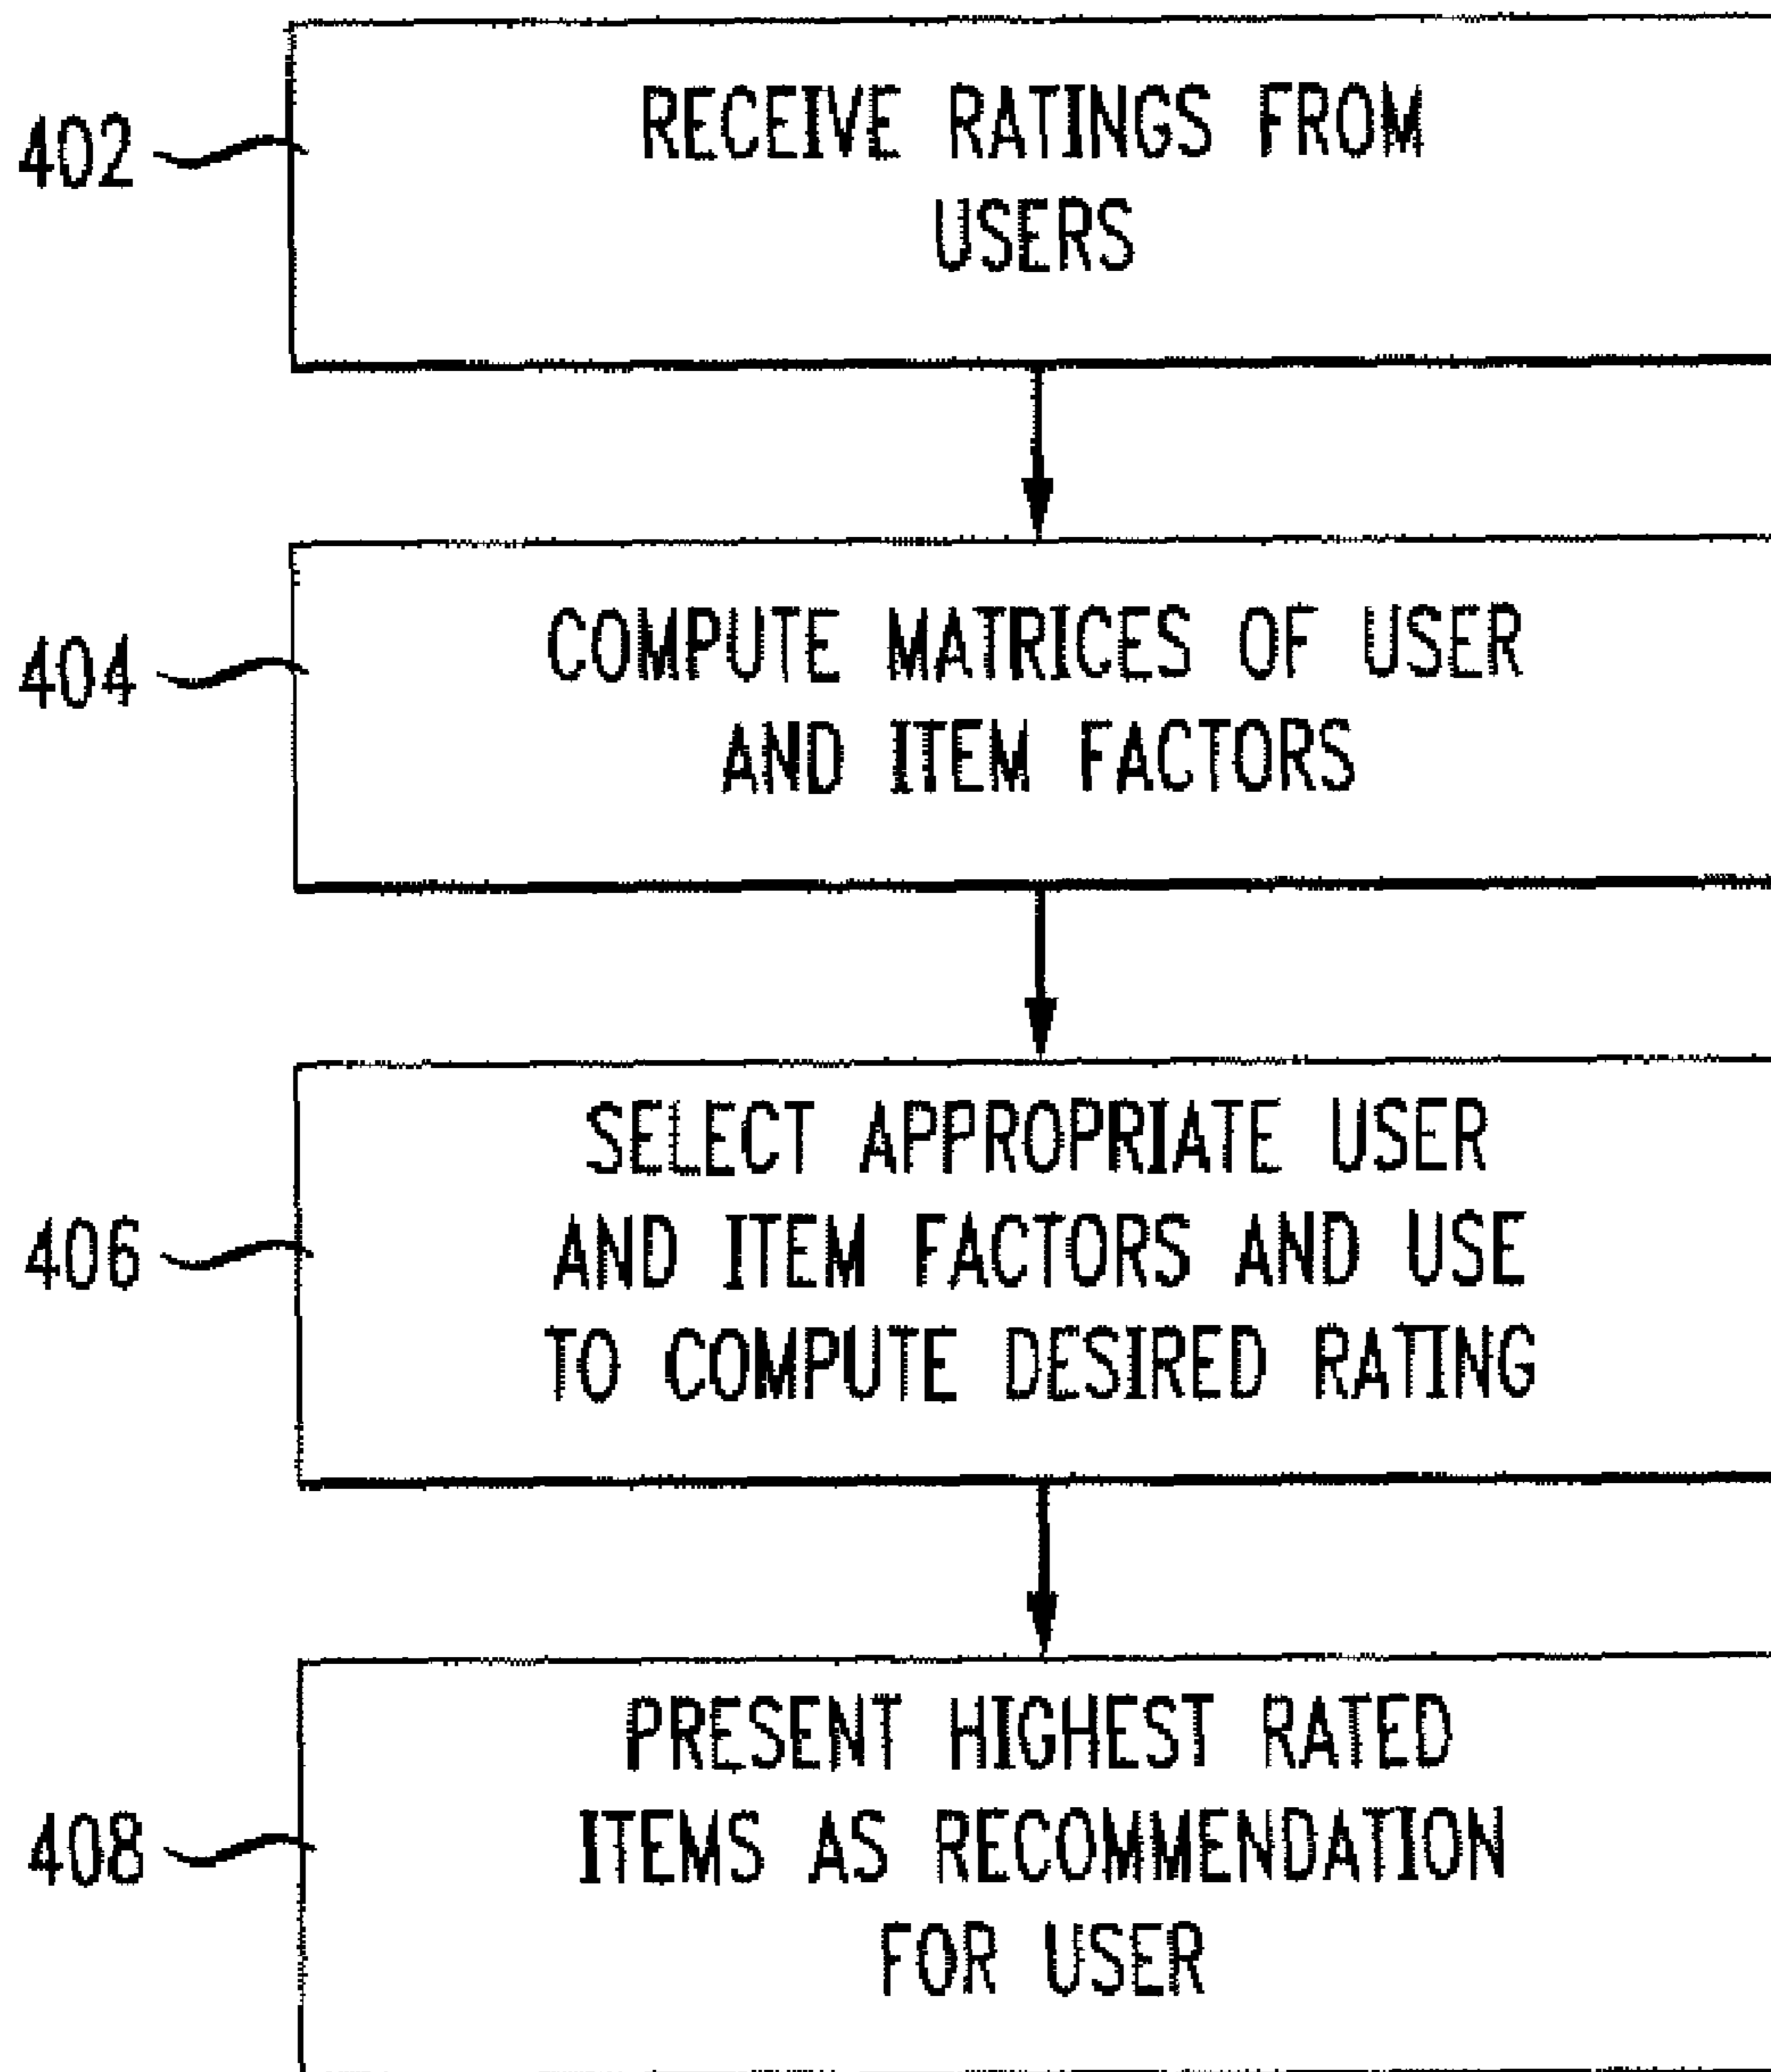 402
RECEIVE RATINGS FROM
USERS
404
COMPUTE MATRICES OF USER
AND ITEM FACTORS
406
SELECT APPROPRIATE USER
AND ITEM FACTORS AND USE
TO COMPUTE DESIRED RATING
408
PRESENT HIGHEST RATED
ITEMS AS RECOMMENDATION
FOR USER